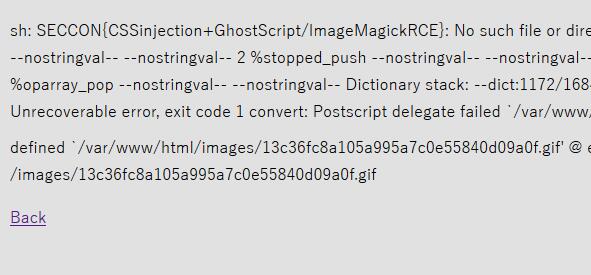 sh: SECCON{CSSinjection+GhostScript/ImageMagickRCE}: No such file or dire
--nostringval-- --nostringval-- 2 %stopped_push --nostringval-- --nostringval--
%oparray_pop --nostringval-- --nostringval-- Dictionary stack: --dict:1172/168
Unrecoverable error, exit code 1 convert: Postscript delegate failed `/var/www/
defined `/var/www/html/images/13c36fc8a105a995a7c0e55840d09a0f.gif' @ e
/images/13c36fc8a105a995a7c0e55840d09a0f.gif
Back